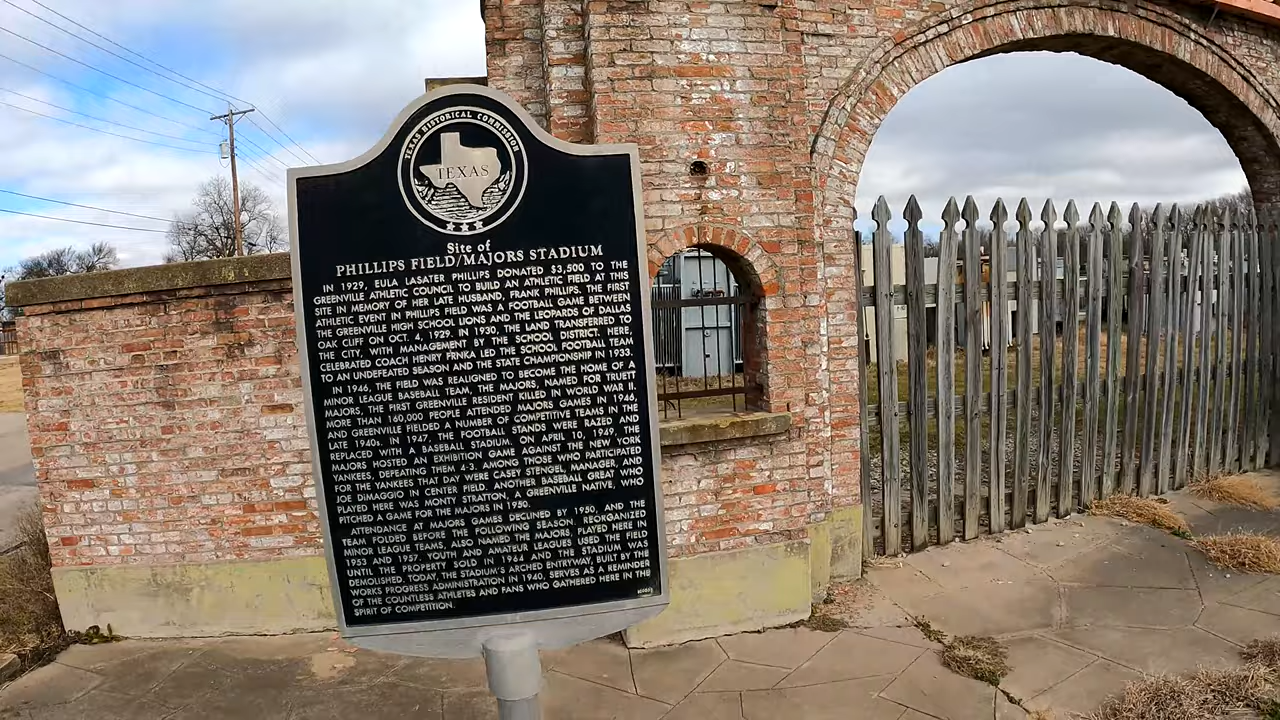 TEXAS HISTORICAL COMMISSION
TEXAS
Site of
PHILLIPS FIELD/MAJORS STADIUM
IN 1929, EULA LASATER PHILLIPS DONATED $3,500 TO THE
GREENVILLE ATHLETIC COUNCIL TO BUILD AN ATHLETIC FIELD AT THIS
SITE IN MEMORY OF HER LATE HUSBAND, FRANK PHILLIPS. THE FIRST
ATHLETIC EVENT IN PHILLIPS FIELD WAS A FOOTBALL GAME BETWEEN
THE GREENVILLE HIGH SCHOOL LIONS AND THE LEOPARDS OF DALLAS
OAK CLIFF ON OCT. 4, 1929. IN 1930, THE LAND TRANSFERRED TO
THE CITY, WITH MANAGEMENT BY THE SCHOOL DISTRICT. HERE,
CELEBRATED COACH HENRY FRNKA LED THE SCHOOL FOOTBALL TEAM
TO AN UNDEFEATED SEASON AND THE STATE CHAMPIONSHIP IN 1933.
IN 1946, THE FIELD WAS REALIGNED TO BECOME THE HOME OF A
MINOR LEAGUE BASEBALL TEAM, THE MAJORS, NAMED FOR TRUETT
MAJORS, THE FIRST GREENVILLE RESIDENT KILLED IN WORLD WAR II.
MORE THAN 160,000 PEOPLE ATTENDED MAJORS GAMES IN 1946,
AND GREENVILLE FIELDED A NUMBER OF COMPETITIVE TEAMS IN THE
LATE 1940s. IN 1947, THE FOOTBALL STANDS WERE RAZED AND
REPLACED WITH A BASEBALL STADIUM. ON APRIL 10, 1949, THE
MAJORS HOSTED AN EXHIBITION GAME AGAINST THE NEW YORK
YANKEES, DEFEATING THEM 4-3. AMONG THOSE WHO PARTICIPATED
FOR THE YANKEES THAT DAY WERE CASEY STENGEL, MANAGER, AND
JOE DiMAGGIO IN CENTER FIELD. ANOTHER BASEBALL GREAT WHO
PLAYED HERE WAS MONTY STRATTON, A GREENVILLE NATIVE, WHO
PITCHED A GAME FOR THE MAJORS IN 1950.
ATTENDANCE AT MAJORS GAMES DECLINED BY 1950, AND THE
TEAM FOLDED BEFORE THE FOLLOWING SEASON. REORGANIZED
MINOR LEAGUE TEAMS, ALSO NAMED THE MAJORS, PLAYED HERE IN
1953 AND 1957. YOUTH AND AMATEUR LEAGUES USED THE FIELD
UNTIL THE PROPERTY SOLD IN 1964 AND THE STADIUM WAS
DEMOLISHED. TODAY, THE STADIUM'S ARCHED ENTRYWAY, BUILT BY THE
WORKS PROGRESS ADMINISTRATION IN 1940, SERVES AS A REMINDER
OF THE COUNTLESS ATHLETES AND FANS WHO GATHERED HERE IN THE
SPIRIT OF COMPETITION.